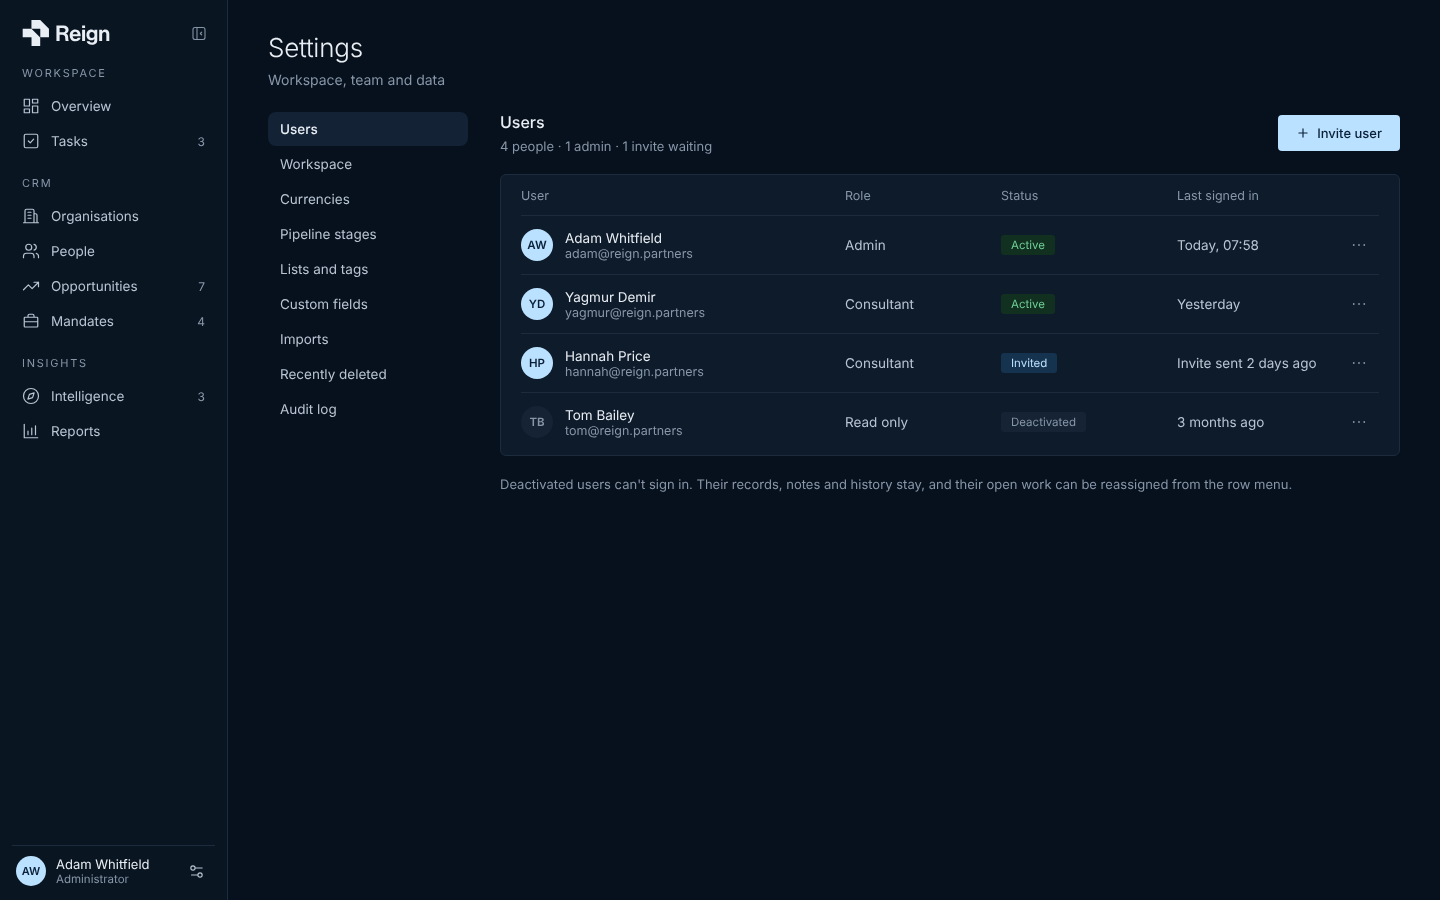 Reign
WORKSPACE
Overview
Tasks 3
CRM
Organisations
People
Opportunities 7
Mandates 4
INSIGHTS
Intelligence 3
Reports
AW Adam Whitfield
Administrator
Settings
Workspace, team and data
Users
Workspace
Currencies
Pipeline stages
Lists and tags
Custom fields
Imports
Recently deleted
Audit log
Users
4 people · 1 admin · 1 invite waiting
+ Invite user
User Role Status Last signed in
AW Adam Whitfield Admin Active Today, 07:58 ···
adam@reign.partners
YD Yagmur Demir Consultant Active Yesterday ···
yagmur@reign.partners
HP Hannah Price Consultant Invited Invite sent 2 days ago ···
hannah@reign.partners
TB Tom Bailey Read only Deactivated 3 months ago ···
tom@reign.partners
Deactivated users can't sign in. Their records, notes and history stay, and their open work can be reassigned from the row menu.